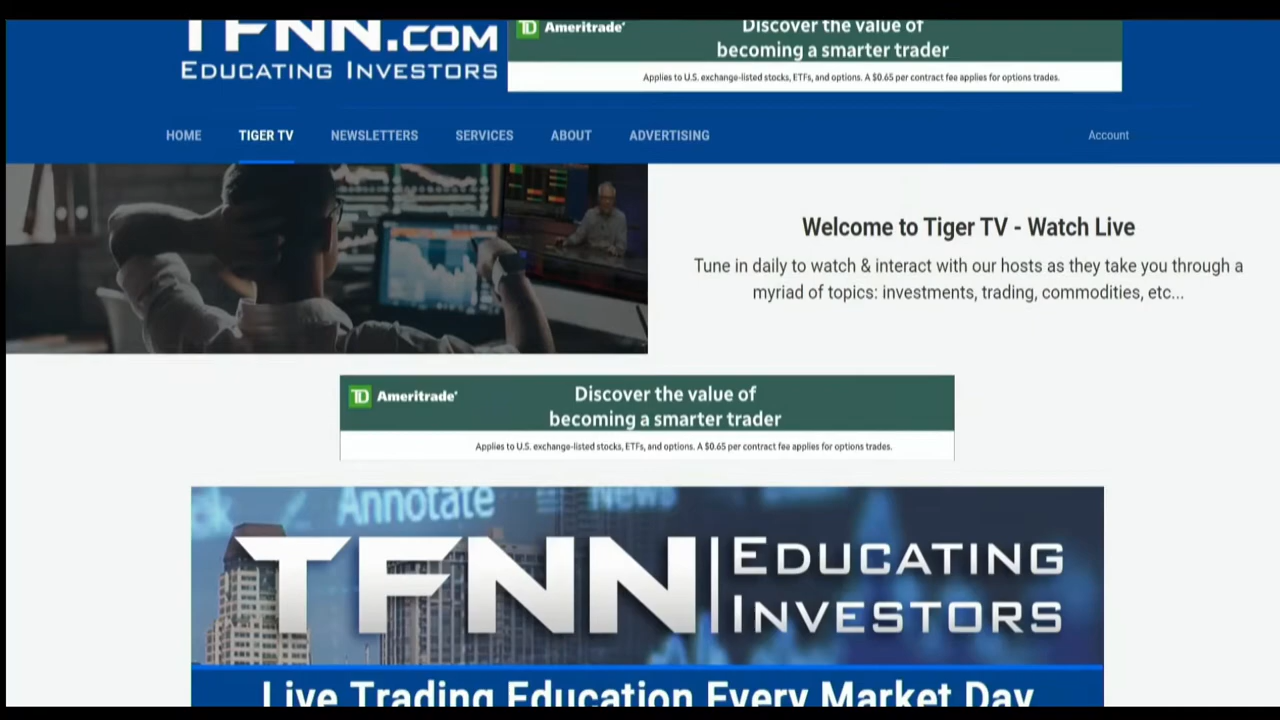 TFNN.COM
EDUCATING INVESTORS
TD Ameritrade
Discover the value of
becoming a smarter trader
Applies to U.S. exchange-listed stocks, ETFs, and options. A $0.65 per contract fee applies for options trades.
HOME TIGER TV NEWSLETTERS SERVICES ABOUT ADVERTISING Account
Welcome to Tiger TV - Watch Live
Tune in daily to watch & interact with our hosts as they take you through a
myriad of topics: investments, trading, commodities, etc...
TD Ameritrade
Discover the value of
becoming a smarter trader
Applies to U.S. exchange-listed stocks, ETFs, and options. A $0.65 per contract fee applies for options trades.
Annotate News
TFNN EDUCATING
INVESTORS
Live Trading Education Every Market Day